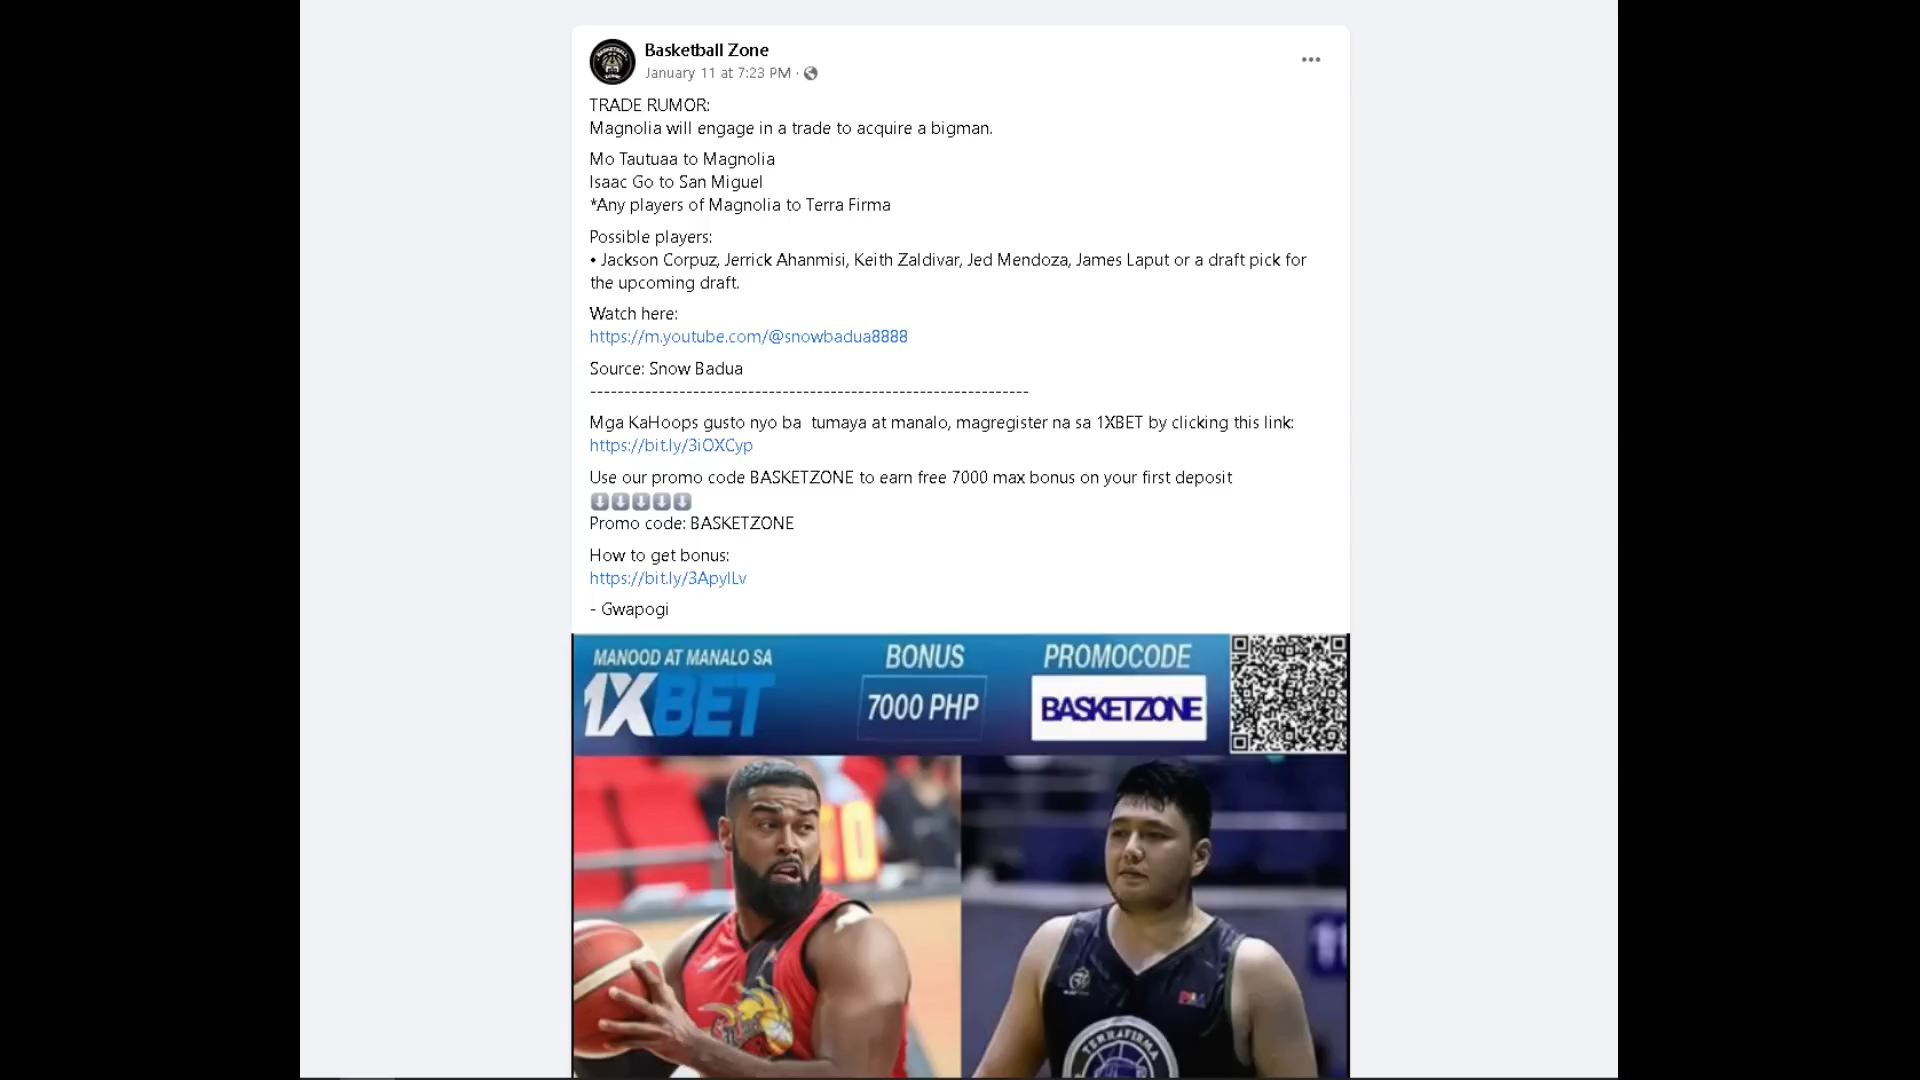 Basketball Zone
January 11 at 7:23 PM ·
TRADE RUMOR:
Magnolia will engage in a trade to acquire a bigman.
Mo Tautuaa to Magnolia
Isaac Go to San Miguel
*Any players of Magnolia to Terra Firma
Possible players:
• Jackson Corpuz, Jerrick Ahanmisi, Keith Zaldivar, Jed Mendoza, James Laput or a draft pick for
the upcoming draft.
Watch here:
https://m.youtube.com/@snowbadua8888
Source: Snow Badua
----------------------------------------------------------------
Mga KaHoops gusto nyo ba  tumaya at manalo, magregister na sa 1XBET by clicking this link:
https://bit.ly/3iOXCyp
Use our promo code BASKETZONE to earn free 7000 max bonus on your first deposit
⬇⬇⬇⬇⬇
Promo code: BASKETZONE
How to get bonus:
https://bit.ly/3ApylLv
- Gwapogi
MANOOD AT MANALO SA
1XBET
BONUS
7000 PHP
PROMOCODE
BASKETZONE
TERRAFIRMA